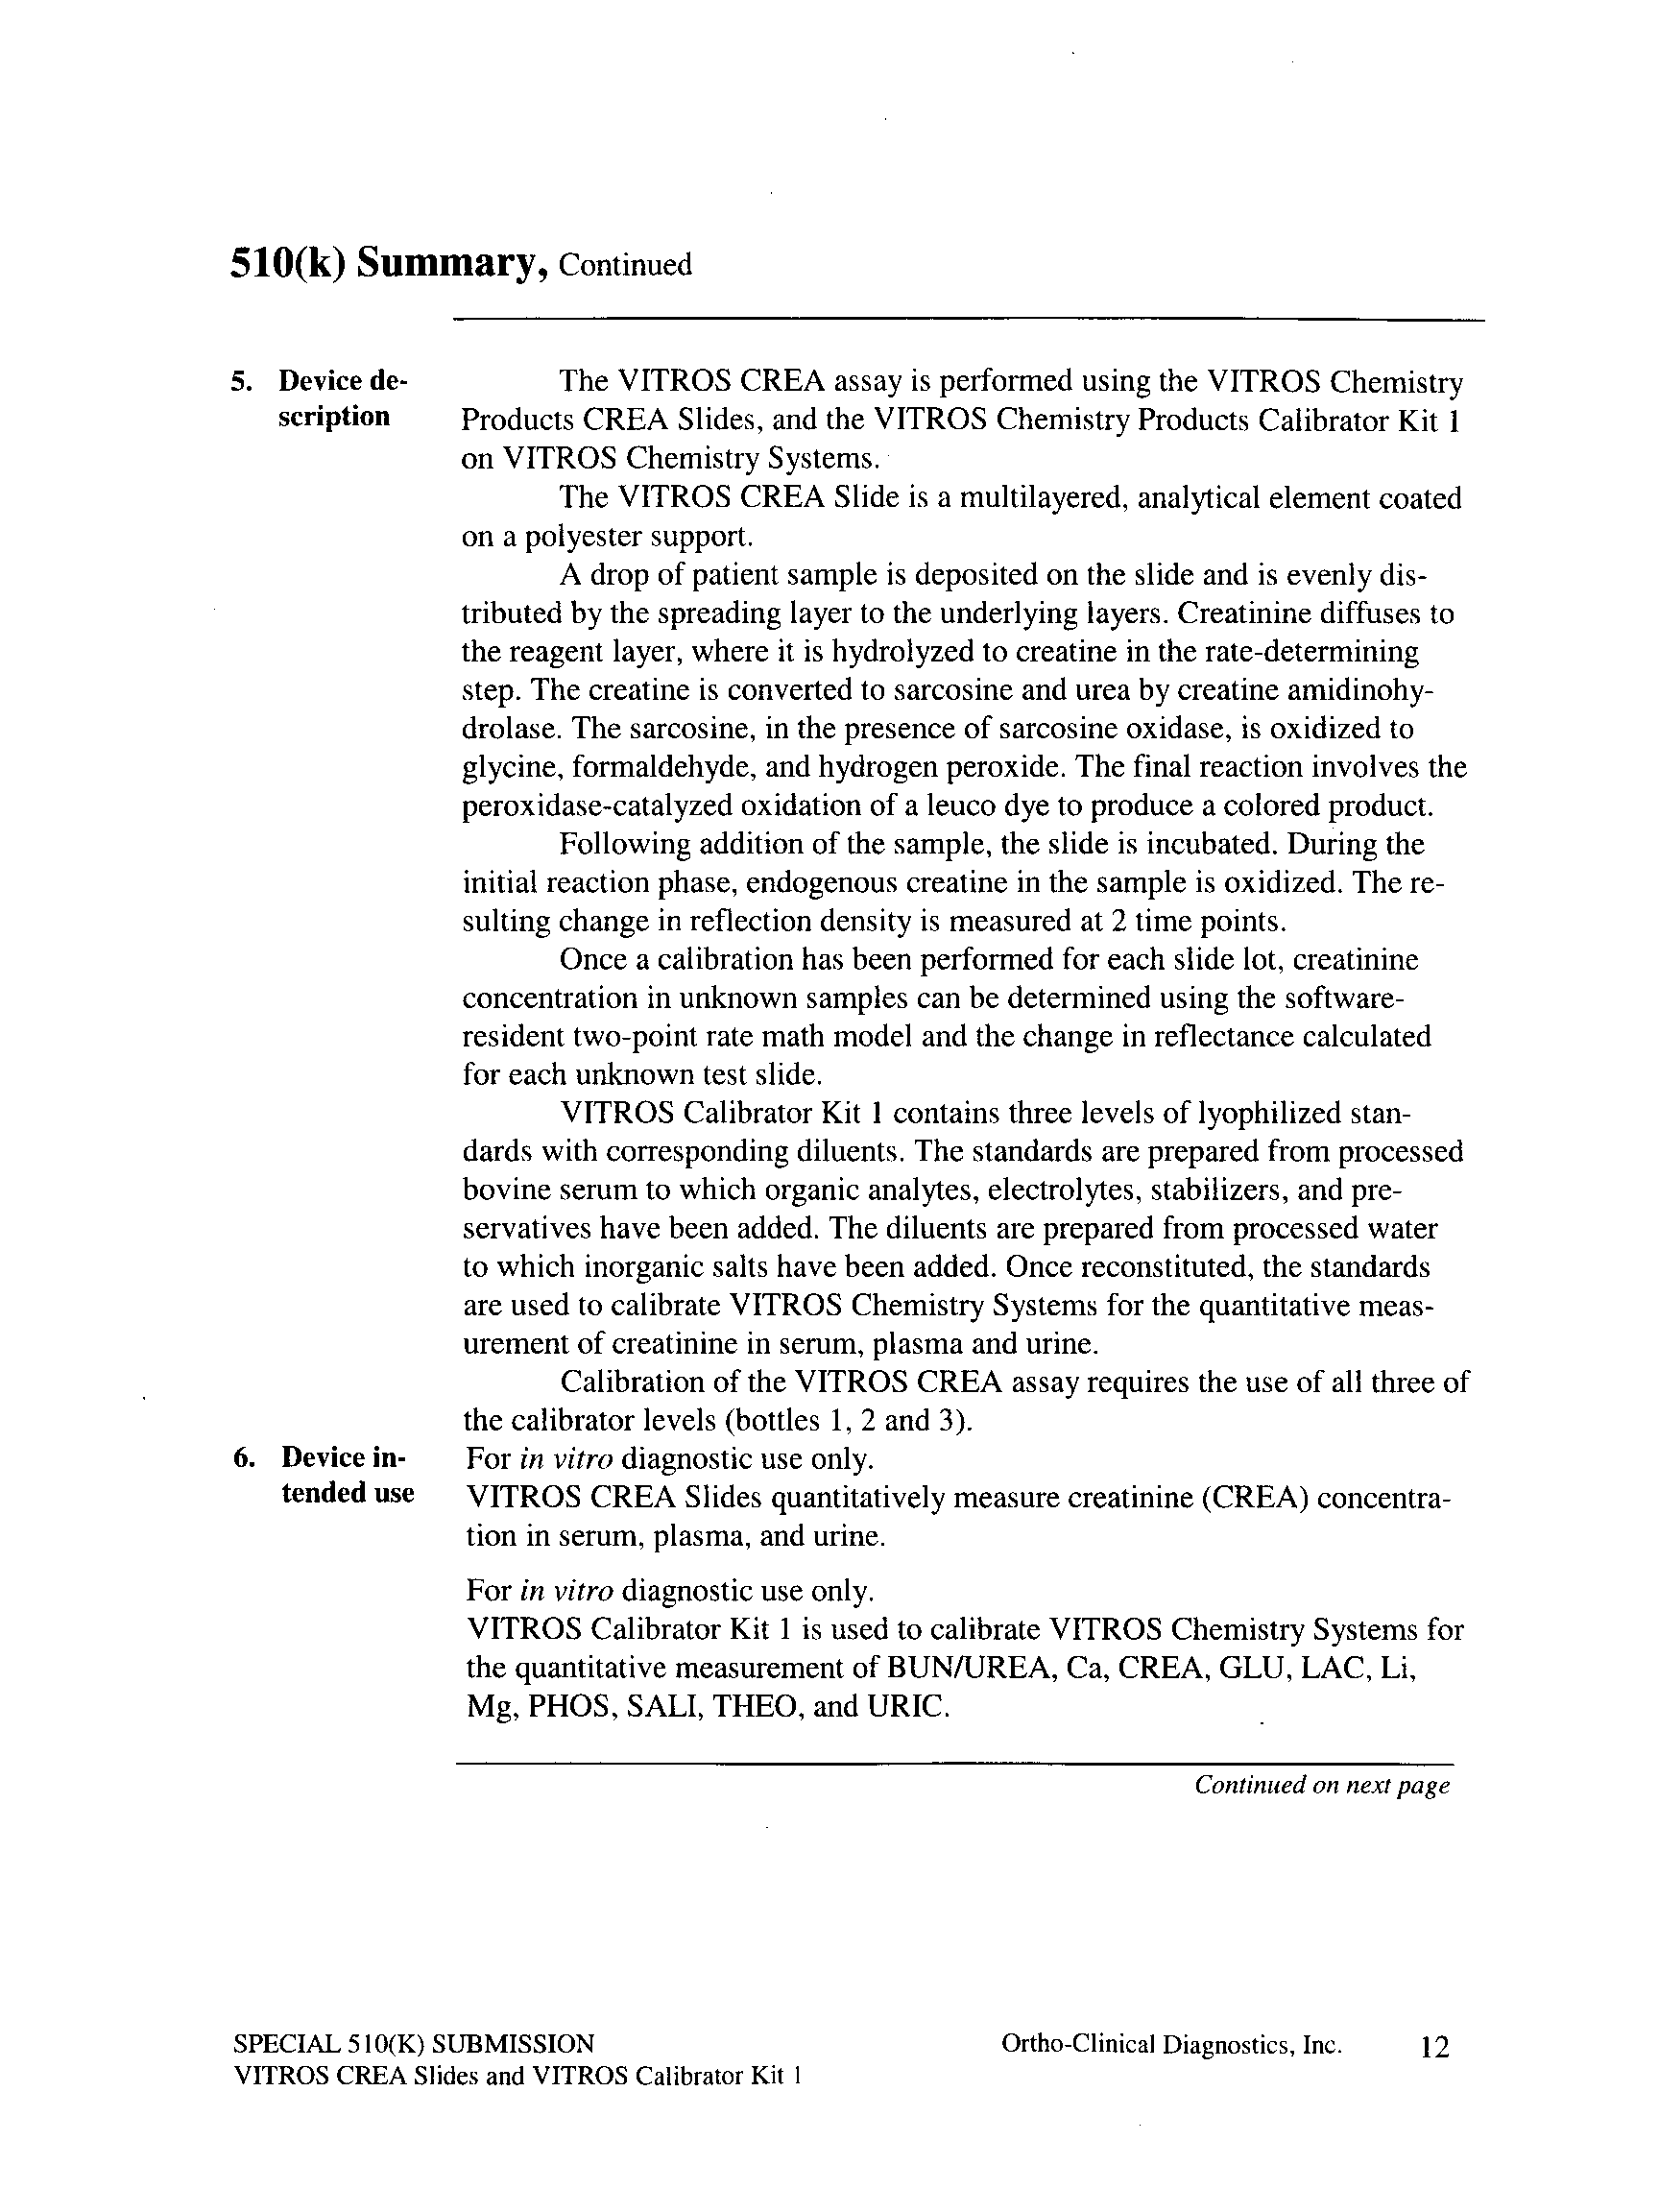 510(k) Summary, Continued
5. Device de-
scription
The VITROS CREA assay is performed using the VITROS Chemistry
Products CREA Slides, and the VITROS Chemistry Products Calibrator Kit 1
on VITROS Chemistry Systems.
The VITROS CREA Slide is a multilayered, analytical element coated
on a polyester support.
A drop of patient sample is deposited on the slide and is evenly dis-
tributed by the spreading layer to the underlying layers. Creatinine diffuses to
the reagent layer, where it is hydrolyzed to creatine in the rate-determining
step. The creatine is converted to sarcosine and urea by creatine amidinohy-
drolase. The sarcosine, in the presence of sarcosine oxidase, is oxidized to
glycine, formaldehyde, and hydrogen peroxide. The final reaction involves the
peroxidase-catalyzed oxidation of a leuco dye to produce a colored product.
Following addition of the sample, the slide is incubated. During the
initial reaction phase, endogenous creatine in the sample is oxidized. The re-
sulting change in reflection density is measured at 2 time points.
Once a calibration has been performed for each slide lot, creatinine
concentration in unknown samples can be determined using the software-
resident two-point rate math model and the change in reflectance calculated
for each unknown test slide.
VITROS Calibrator Kit 1 contains three levels of lyophilized stan-
dards with corresponding diluents. The standards are prepared from processed
bovine serum to which organic analytes, electrolytes, stabilizers, and pre-
servatives have been added. The diluents are prepared from processed water
to which inorganic salts have been added. Once reconstituted, the standards
are used to calibrate VITROS Chemistry Systems for the quantitative meas-
urement of creatinine in serum, plasma and urine.
Calibration of the VITROS CREA assay requires the use of all three of
the calibrator levels (bottles 1, 2 and 3).
6. Device in-
tended use
For in vitro diagnostic use only.
VITROS CREA Slides quantitatively measure creatinine (CREA) concentra-
tion in serum, plasma, and urine.
For in vitro diagnostic use only.
VITROS Calibrator Kit 1 is used to calibrate VITROS Chemistry Systems for
the quantitative measurement of BUN/UREA, Ca, CREA, GLU, LAC, Li,
Mg, PHOS, SALI, THEO, and URIC.
Continued on next page
SPECIAL 510(K) SUBMISSION
VITROS CREA Slides and VITROS Calibrator Kit 1
Ortho-Clinical Diagnostics, Inc. 12